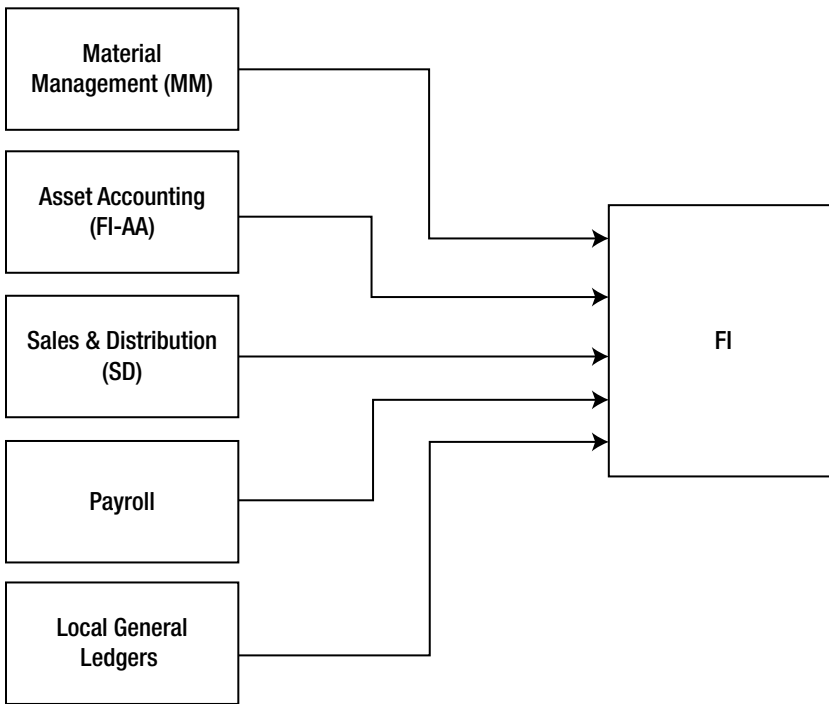 Material
Management (MM)
Asset Accounting
(FI-AA)
Sales & Distribution
(SD)
FI
Payroll
Local General
Ledgers